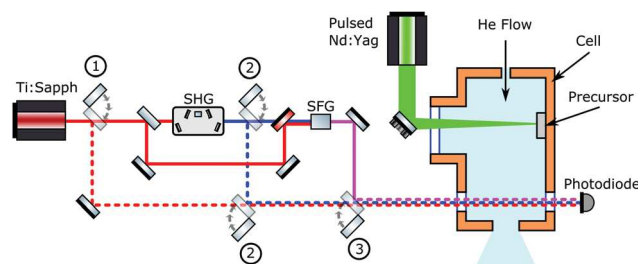 Ti:Sapph
1
SHG
2
SFG
2
3
Pulsed
Nd:Yag
He Flow
Cell
Precursor
Photodiode